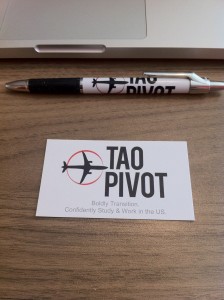 TAO
PIVOT
TAO
PIVOT
Boldly Transition.
Confidently Study & Work in the US.